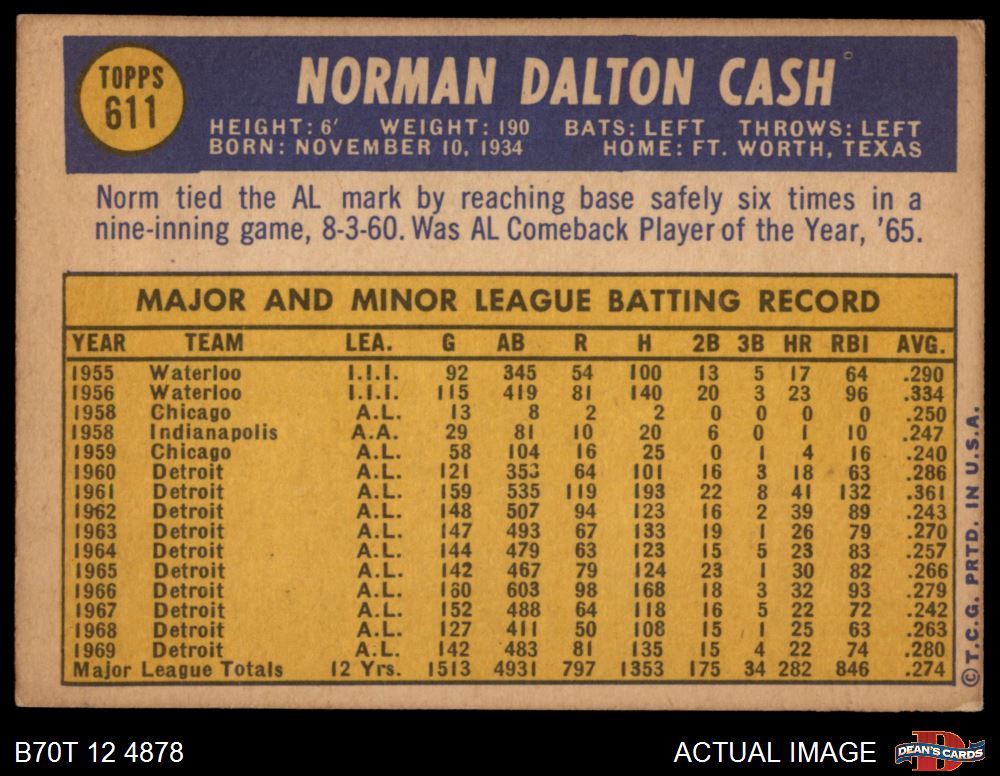 TOPPS
611
NORMAN DALTON CASH
HEIGHT: 6' WEIGHT: 190 BATS: LEFT THROWS: LEFT
BORN: NOVEMBER 10, 1934 HOME: FT. WORTH, TEXAS
Norm tied the AL mark by reaching base safely six times in a
nine-inning game, 8-3-60. Was AL Comeback Player of the Year, '65.
MAJOR AND MINOR LEAGUE BATTING RECORD
YEAR TEAM LEA. G AB R H 2B 3B HR RBI AVG.
1955 Waterloo I.I.I. 92 345 54 100 13 5 17 64 .290
1956 Waterloo I.I.I. 115 419 81 140 20 3 23 96 .334
1958 Chicago A.L. 13 8 2 2 0 0 0 0 .250
1958 Indianapolis A.A. 29 81 10 20 6 0 1 10 .247
1959 Chicago A.L. 58 104 16 25 0 1 4 16 .240
1960 Detroit A.L. 121 353 64 101 16 3 18 63 .286
1961 Detroit A.L. 159 535 119 193 22 8 41 132 .361
1962 Detroit A.L. 148 507 94 123 16 2 39 89 .243
1963 Detroit A.L. 147 493 67 133 19 1 26 79 .270
1964 Detroit A.L. 144 479 63 123 15 5 23 83 .257
1965 Detroit A.L. 142 467 79 124 23 1 30 82 .266
1966 Detroit A.L. 160 603 98 168 18 3 32 93 .279
1967 Detroit A.L. 152 488 64 118 16 5 22 72 .242
1968 Detroit A.L. 127 411 50 108 15 1 25 63 .263
1969 Detroit A.L. 142 483 81 135 15 4 22 74 .280
Major League Totals 12 Yrs. 1513 4931 797 1353 175 34 282 846 .274
©T.C.G. PRTD. IN U.S.A.
B70T 12 4878
ACTUAL IMAGE
DEAN'S CARDS